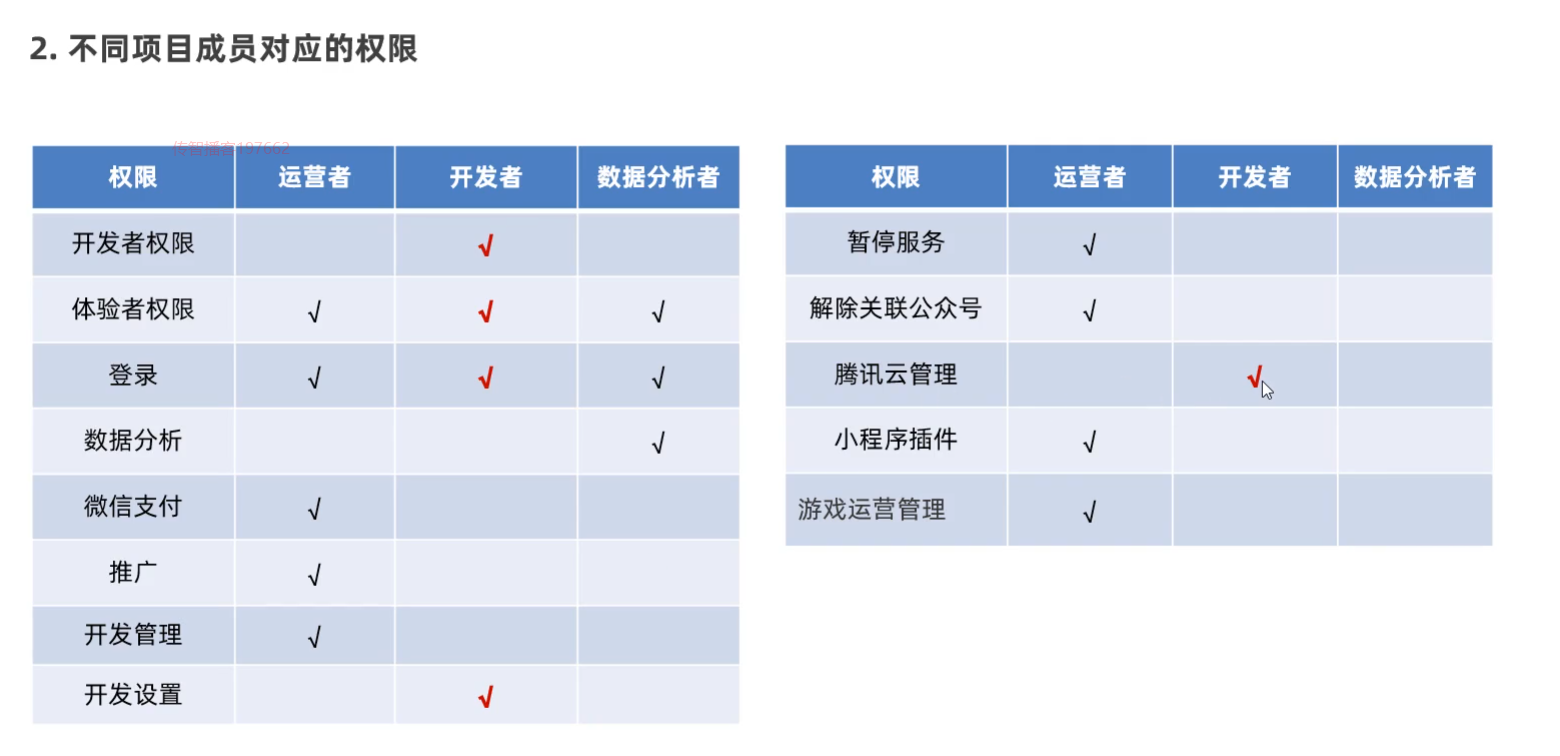 2. 不同项目成员对应的权限
传智播客197662
权限 运营者 开发者 数据分析者
开发者权限 √
体验者权限 √ √ √
登录 √ √ √
数据分析 √
微信支付 √
推广 √
开发管理 √
开发设置 √
权限 运营者 开发者 数据分析者
暂停服务 √
解除关联公众号 √
腾讯云管理 √
小程序插件 √
游戏运营管理 √